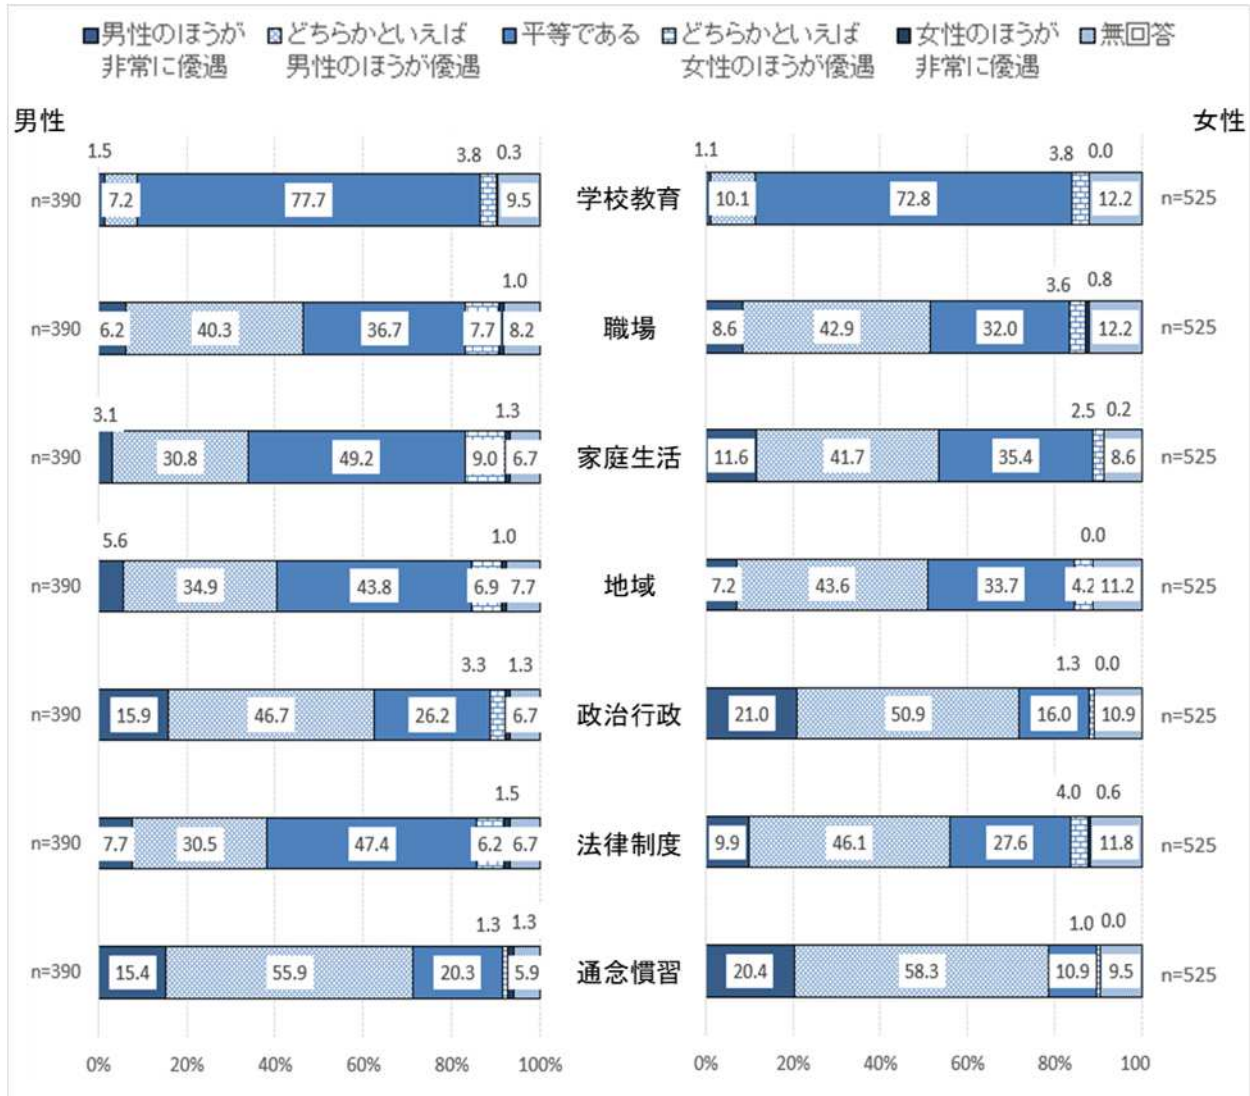 男性のほうが
非常に優遇
どちらかといえば
男性のほうが優遇
平等である
どちらかといえば
女性のほうが優遇
女性のほうが
非常に優遇
無回答
男性
女性
1.5 3.8 0.3
n=390 7.2 77.7 9.5
学校教育
1.1 3.8 0.0
10.1 72.8 12.2 n=525
1.0
n=390 6.2 40.3 36.7 7.7 8.2
職場
3.6 0.8
8.6 42.9 32.0 12.2 n=525
3.1 1.3
n=390 30.8 49.2 9.0 6.7
家庭生活
2.5 0.2
11.6 41.7 35.4 8.6 n=525
5.6 1.0
n=390 34.9 43.8 6.9 7.7
地域
0.0
7.2 43.6 33.7 4.2 11.2 n=525
3.3 1.3
n=390 15.9 46.7 26.2 6.7
政治行政
1.3 0.0
21.0 50.9 16.0 10.9 n=525
1.5
n=390 7.7 30.5 47.4 6.2 6.7
法律制度
4.0 0.6
9.9 46.1 27.6 11.8 n=525
1.3 1.3
n=390 15.4 55.9 20.3 5.9
通念慣習
1.0 0.0
20.4 58.3 10.9 9.5 n=525
0% 20% 40% 60% 80% 100%
0% 20% 40% 60% 80% 100